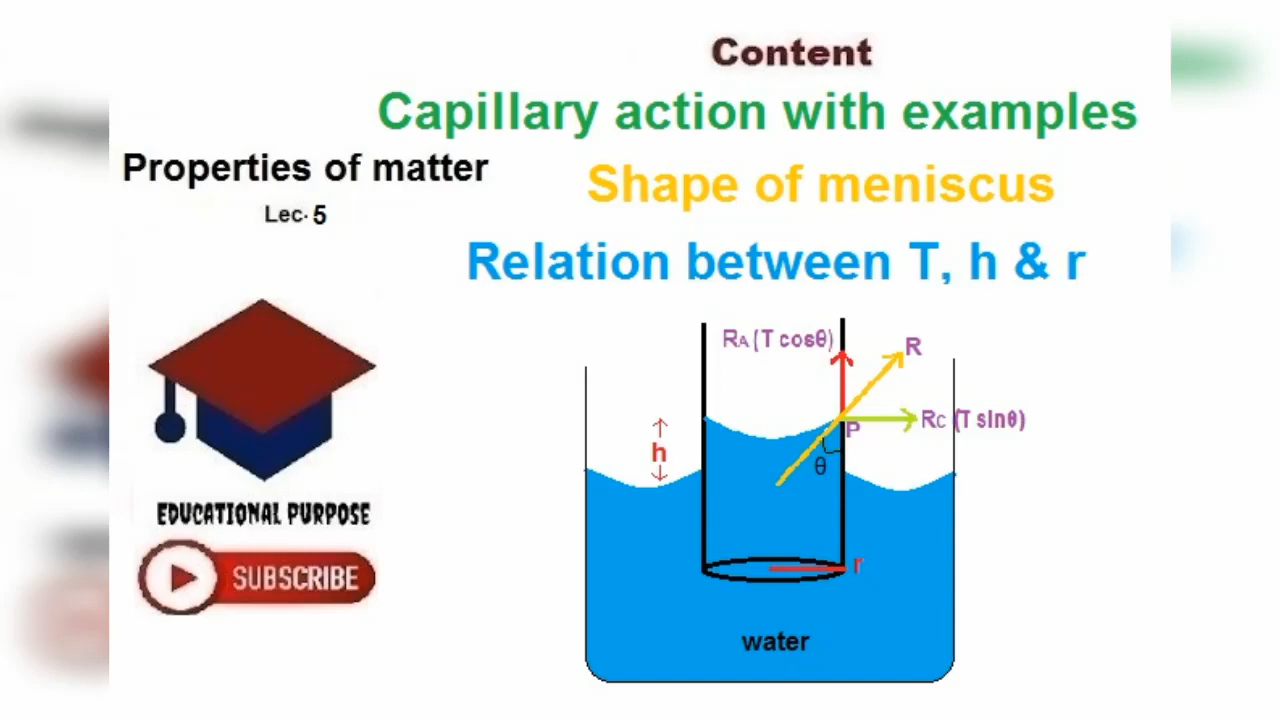 Content
Capillary action with examples
Properties of matter
Shape of meniscus
Lec- 5
Relation between T, h & r
RA (T cosθ)
R
RC (T sinθ)
P
h
θ
EDUCATIONAL PURPOSE
r
SUBSCRIBE
water